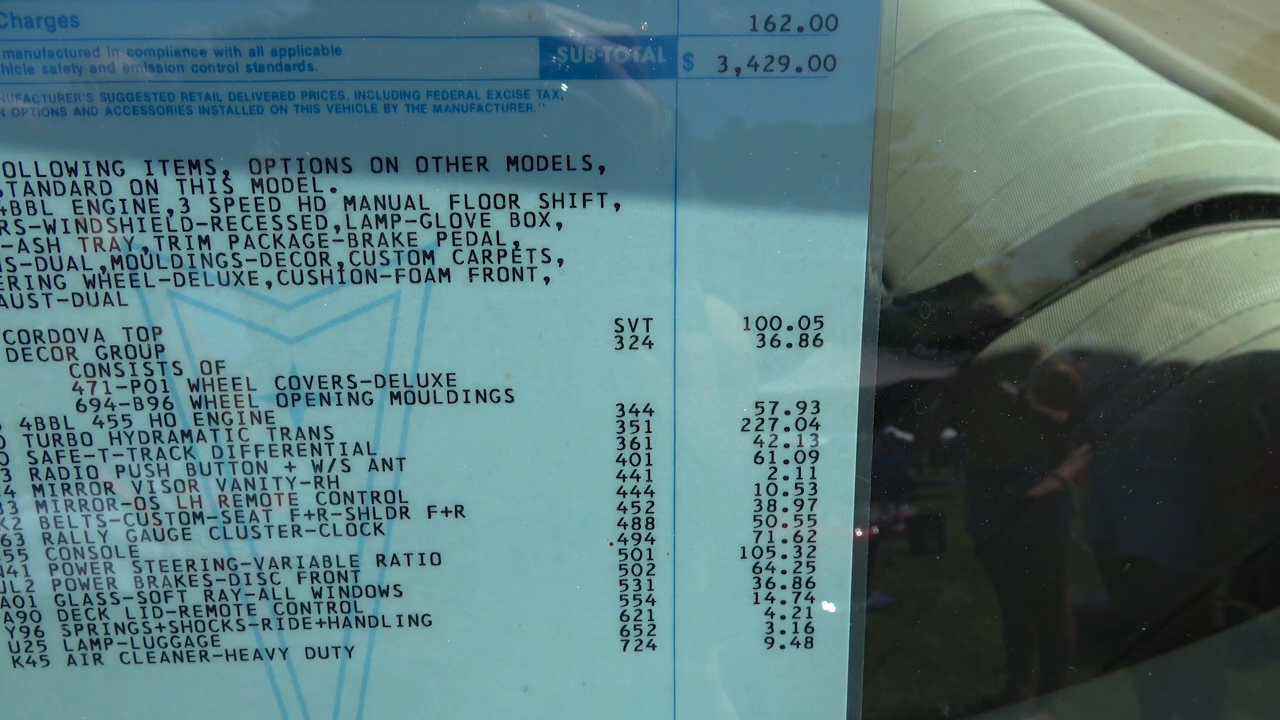 Charges 162.00
manufactured in compliance with all applicable
hicle safety and emission control standards. SUB-TOTAL $ 3,429.00
NUFACTURER'S SUGGESTED RETAIL DELIVERED PRICES, INCLUDING FEDERAL EXCISE TAX,
N OPTIONS AND ACCESSORIES INSTALLED ON THIS VEHICLE BY THE MANUFACTURER."
OLLOWING ITEMS, OPTIONS ON OTHER MODELS,
TANDARD ON THIS MODEL.
4BBL ENGINE,3 SPEED HD MANUAL FLOOR SHIFT,
RS-WINDSHIELD-RECESSED,LAMP-GLOVE BOX,
-ASH TRAY,TRIM PACKAGE-BRAKE PEDAL,
NS-DUAL,MOULDINGS-DECOR,CUSTOM CARPETS,
ERING WHEEL-DELUXE,CUSHION-FOAM FRONT,
AUST-DUAL
CORDOVA TOP SVT 100.05
DECOR GROUP 324 36.86
CONSISTS OF
471-P01 WHEEL COVERS-DELUXE
694-B96 WHEEL OPENING MOULDINGS
4BBL 455 HO ENGINE 344 57.93
TURBO HYDRAMATIC TRANS 351 227.04
SAFE-T-TRACK DIFFERENTIAL 361 42.13
3 RADIO PUSH BUTTON + W/S ANT 401 61.09
4 MIRROR VISOR VANITY-RH 441 2.11
33 MIRROR-OS LH REMOTE CONTROL 444 10.53
K2 BELTS-CUSTOM-SEAT F+R-SHLDR F+R 452 38.97
63 RALLY GAUGE CLUSTER-CLOCK 488 50.55
55 CONSOLE 494 71.62
N41 POWER STEERING-VARIABLE RATIO 501 105.32
JL2 POWER BRAKES-DISC FRONT 502 64.25
A01 GLASS-SOFT RAY-ALL WINDOWS 531 36.86
A90 DECK LID-REMOTE CONTROL 554 14.74
Y96 SPRINGS+SHOCKS-RIDE+HANDLING 621 4.21
U25 LAMP-LUGGAGE 652 3.16
K45 AIR CLEANER-HEAVY DUTY 724 9.48